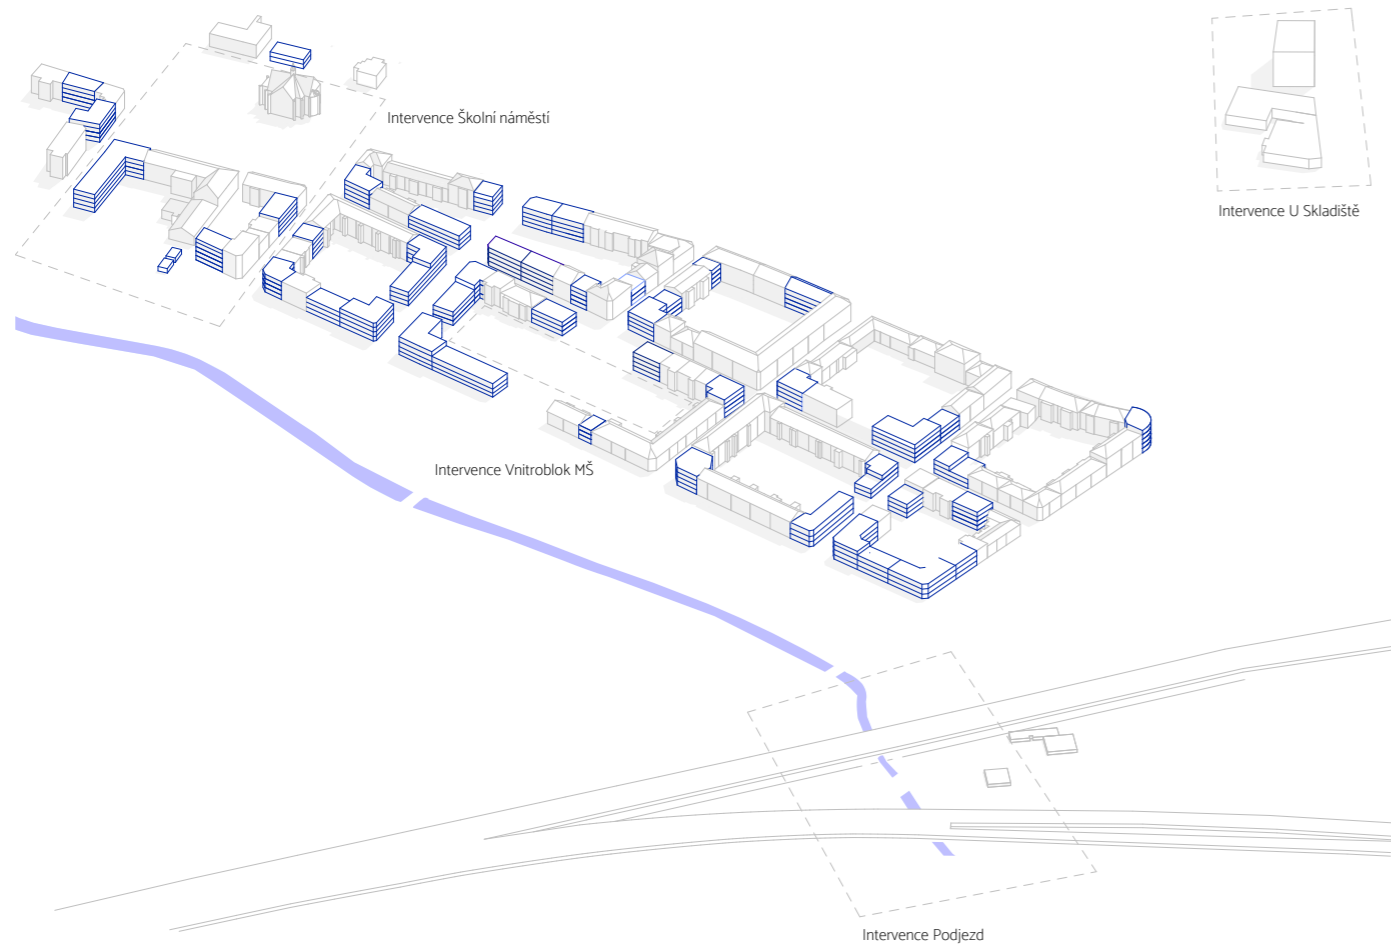 Intervence Školní náměstí
Intervence U Skladiště
Intervence Vnitroblok MŠ
Intervence Podjezd